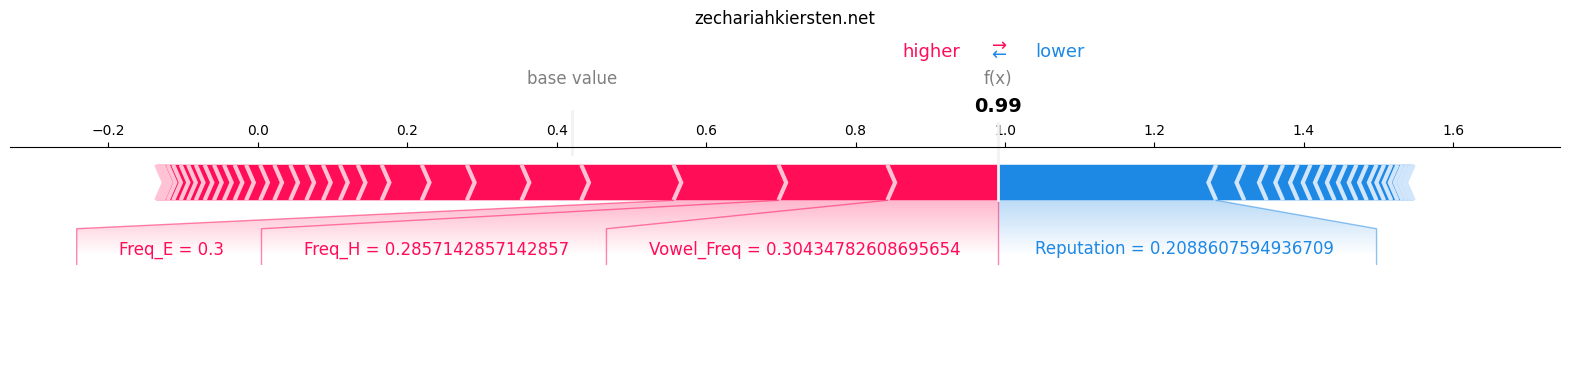 zechariahkiersten.net
higher ⇄ lower
base value f(x)
0.99
−0.2 0.0 0.2 0.4 0.6 0.8 1.0 1.2 1.4 1.6
Freq_E = 0.3 Freq_H = 0.2857142857142857 Vowel_Freq = 0.30434782608695654 Reputation = 0.2088607594936709